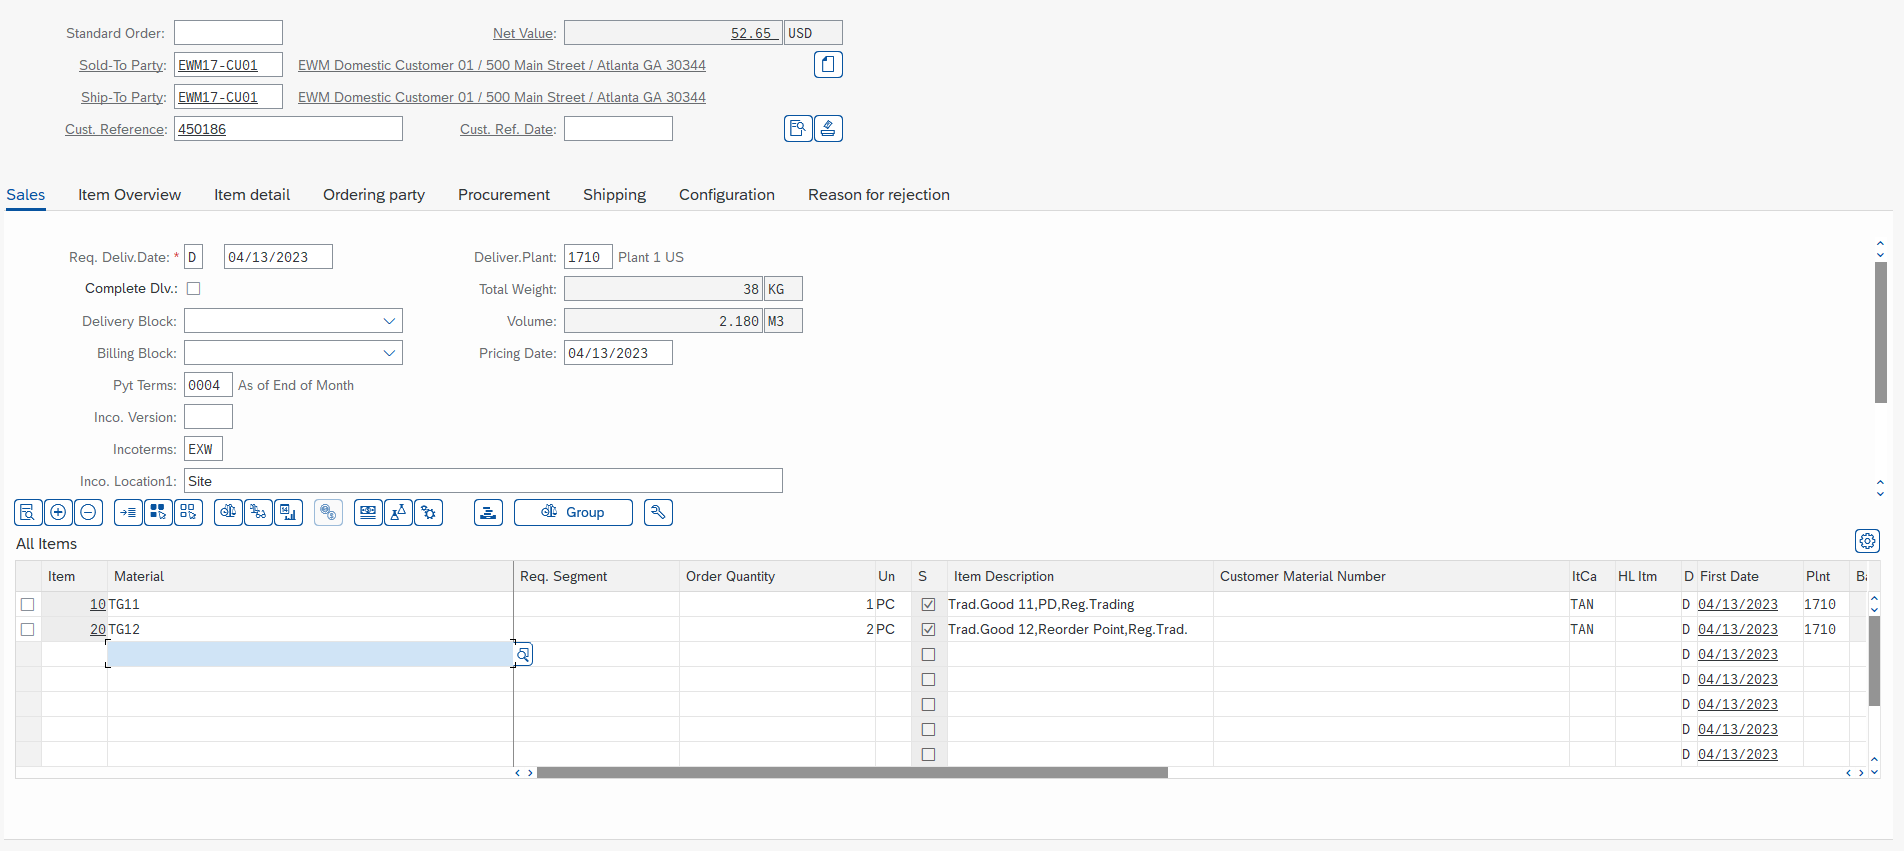 Standard Order: Net Value: 52.65 USD
Sold-To Party: EWM17-CU01 EWM Domestic Customer 01 / 500 Main Street / Atlanta GA 30344
Ship-To Party: EWM17-CU01 EWM Domestic Customer 01 / 500 Main Street / Atlanta GA 30344
Cust. Reference: 450186 Cust. Ref. Date:
Sales Item Overview Item detail Ordering party Procurement Shipping Configuration Reason for rejection
Req. Deliv.Date: * D 04/13/2023 Deliver.Plant: 1710 Plant 1 US
Complete Dlv.: Total Weight: 38 KG
Delivery Block: Volume: 2.180 M3
Billing Block: Pricing Date: 04/13/2023
Pyt Terms: 0004 As of End of Month
Inco. Version:
Incoterms: EXW
Inco. Location1: Site
Group
All Items
Item Material Req. Segment Order Quantity Un S Item Description Customer Material Number ItCa HL Itm D First Date Plnt
10 TG11 1 PC Trad.Good 11,PD,Reg.Trading TAN D 04/13/2023 1710
20 TG12 2 PC Trad.Good 12,Reorder Point,Reg.Trad. TAN D 04/13/2023 1710
D 04/13/2023
D 04/13/2023
D 04/13/2023
D 04/13/2023
D 04/13/2023